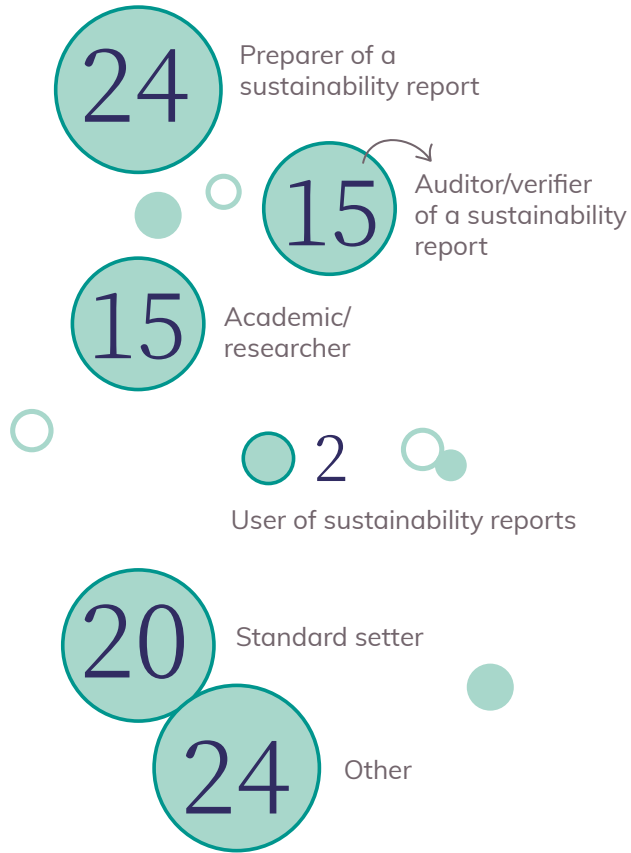 24
Preparer of a
sustainability report
15
Auditor/verifier
of a sustainability
report
15
Academic/
researcher
2
User of sustainability reports
20
Standard setter
24
Other